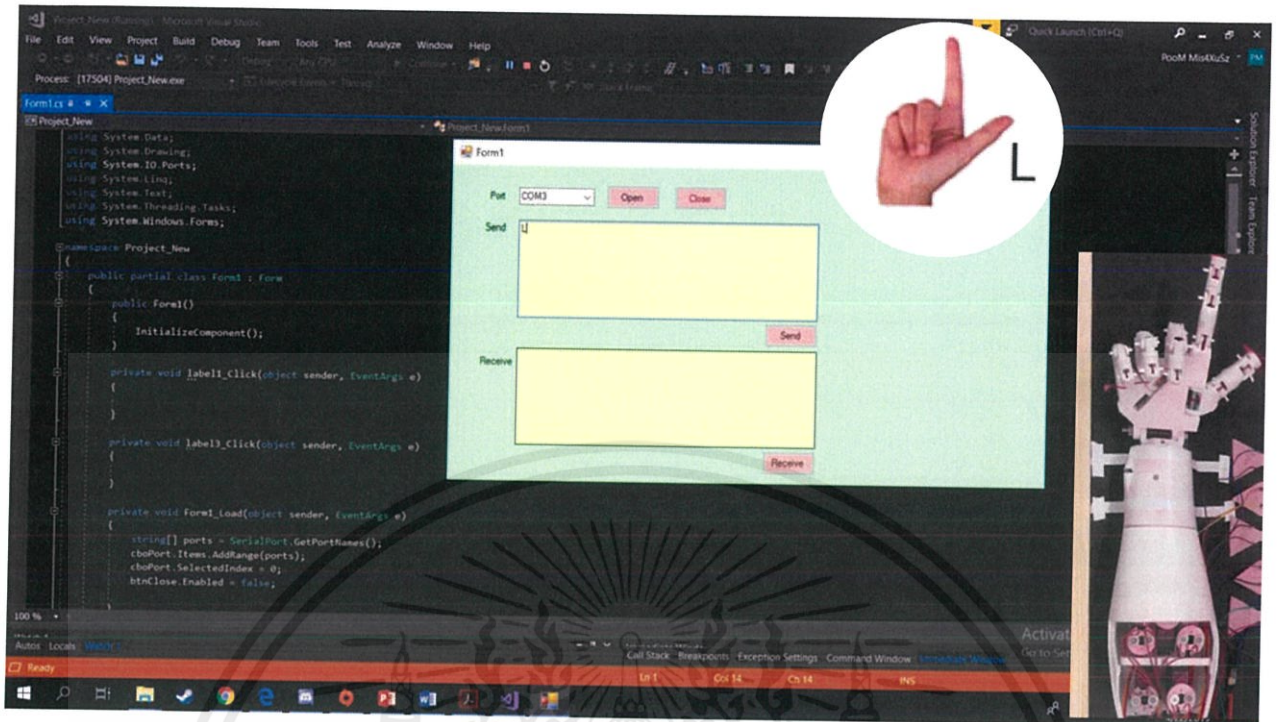 Project_New (Running) - Microsoft Visual Studio
Quick Launch (Ctrl+Q)
File Edit View Project Build Debug Team Tools Test Analyze Window Help
PooM Mis4XuSz PM
Process: [17504] Project_New.exe
Form1.cs
Project_New
Project_New.Form1
using System.Data;
using System.Drawing;
using System.IO.Ports;
using System.Linq;
using System.Text;
using System.Threading.Tasks;
using System.Windows.Forms;
namespace Project_New
{
public partial class Form1 : Form
{
public Form1()
{
InitializeComponent();
}
private void label1_Click(object sender, EventArgs e)
{
}
private void label3_Click(object sender, EventArgs e)
{
}
private void Form1_Load(object sender, EventArgs e)
{
string[] ports = SerialPort.GetPortNames();
cboPort.Items.AddRange(ports);
cboPort.SelectedIndex = 0;
btnClose.Enabled = false;
Form1
Port COM3 Open Close
Send L
Send
Receive
Receive
L
Solution Explorer Team Explorer
100 %
Autos Locals Watch 1
Call Stack Breakpoints Exception Settings Command Window Immediate Window
Ready
Ln 1 Col 14 Ch 14 INS